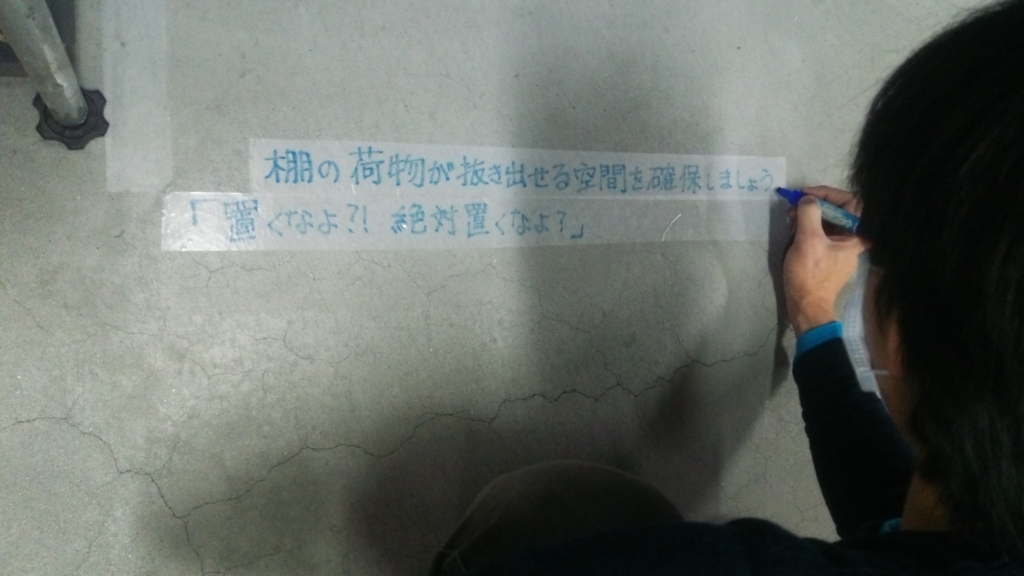 棚の荷物が抜き出せる空間を確保しましょう
「置くなよ?! 絶対置くなよ?」